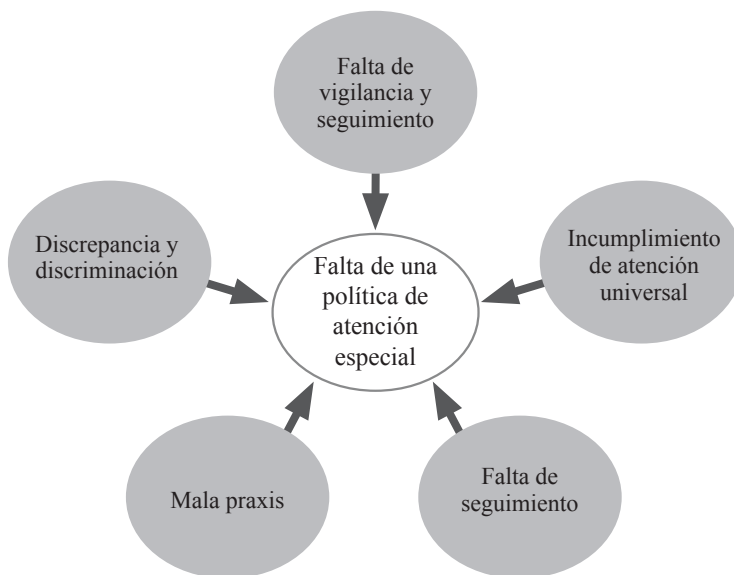 Falta de
vigilancia y
seguimiento
Discrepancia y
discriminación
Incumplimiento
de atención
universal
Falta de una
política de
atención
especial
Mala praxis
Falta de
seguimiento